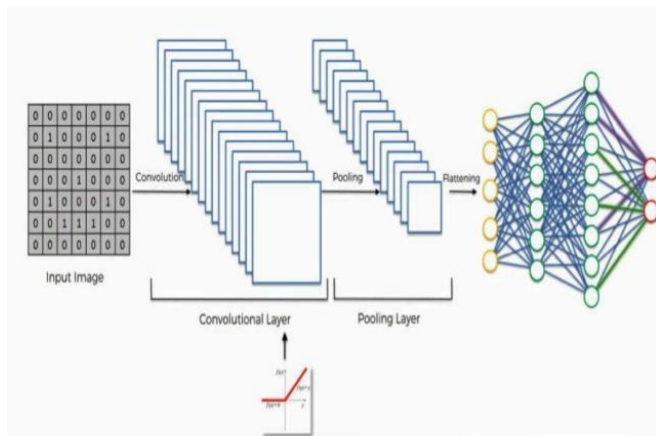 0 0 0 0 0 0 0
0 1 0 0 0 1 0
0 0 0 0 0 0 0
0 0 0 1 0 0 0
0 1 0 0 0 1 0
0 0 1 1 1 0 0
0 0 0 0 0 0 0
Input Image
Convolution
Pooling
Flattening
Convolutional Layer
Pooling Layer